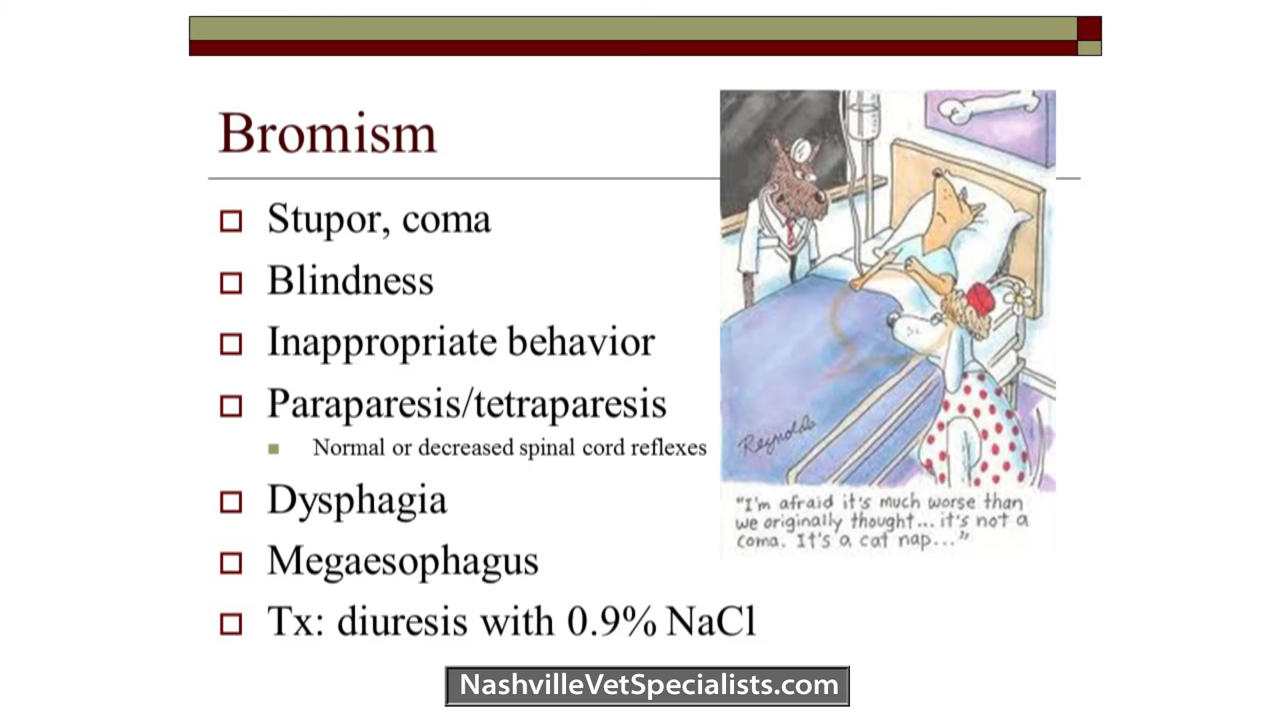 Bromism
Stupor, coma
Blindness
Inappropriate behavior
Paraparesis/tetraparesis
Normal or decreased spinal cord reflexes
Dysphagia
Megaesophagus
Tx: diuresis with 0.9% NaCl
Reynolds
"I'm afraid it's much worse than
we originally thought... it's not a
coma. It's a cat nap..."
NashvilleVetSpecialists.com